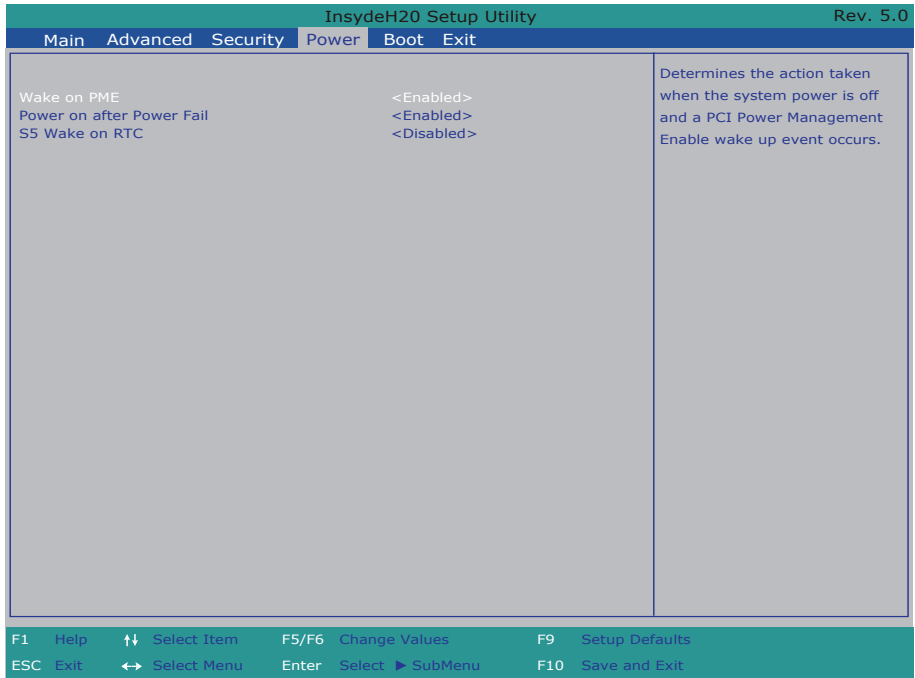 InsydeH20 Setup Utility Rev. 5.0
Main Advanced Security Power Boot Exit
Wake on PME <Enabled>
Power on after Power Fail <Enabled>
S5 Wake on RTC <Disabled>
Determines the action taken
when the system power is off
and a PCI Power Management
Enable wake up event occurs.
F1 Help ↑↓ Select Item F5/F6 Change Values F9 Setup Defaults
ESC Exit ↔ Select Menu Enter Select ▶ SubMenu F10 Save and Exit